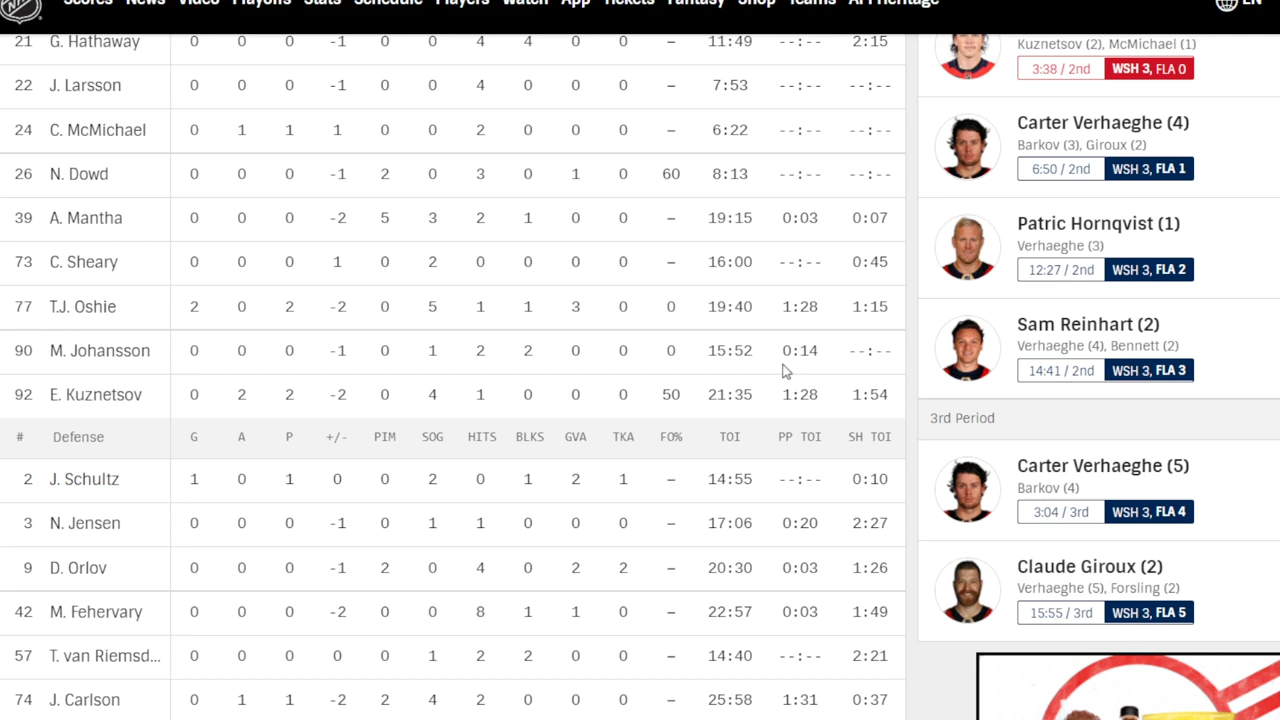 NHL
Scores News Video Playoffs Stats Schedule Players Watch App Tickets Fantasy Shop Teams All Heritage EN
21 G. Hathaway 0 0 0 -1 0 0 4 4 0 0 – 11:49 --:-- 2:15
22 J. Larsson 0 0 0 -1 0 0 4 0 0 0 – 7:53 --:-- --:--
24 C. McMichael 0 1 1 1 0 0 2 0 0 0 – 6:22 --:-- --:--
26 N. Dowd 0 0 0 -1 2 0 3 0 1 0 60 8:13 --:-- --:--
39 A. Mantha 0 0 0 -2 5 3 2 1 0 0 – 19:15 0:03 0:07
73 C. Sheary 0 0 0 1 0 2 0 0 0 0 – 16:00 --:-- 0:45
77 T.J. Oshie 2 0 2 -2 0 5 1 1 3 0 0 19:40 1:28 1:15
90 M. Johansson 0 0 0 -1 0 1 2 2 0 0 0 15:52 0:14 --:--
92 E. Kuznetsov 0 2 2 -2 0 4 1 0 0 0 50 21:35 1:28 1:54
# Defense G A P +/- PIM SOG HITS BLKS GVA TKA FO% TOI PP TOI SH TOI
2 J. Schultz 1 0 1 0 0 2 0 1 2 1 – 14:55 --:-- 0:10
3 N. Jensen 0 0 0 -1 0 1 1 0 0 0 – 17:06 0:20 2:27
9 D. Orlov 0 0 0 -1 2 0 4 0 2 2 – 20:30 0:03 1:26
42 M. Fehervary 0 0 0 -2 0 0 8 1 1 0 – 22:57 0:03 1:49
57 T. van Riemsd... 0 0 0 0 0 1 2 2 0 0 – 14:40 --:-- 2:21
74 J. Carlson 0 1 1 -2 2 4 2 0 0 0 – 25:58 1:31 0:37
Kuznetsov (2), McMichael (1)
3:38 / 2nd WSH 3, FLA 0
Carter Verhaeghe (4)
Barkov (3), Giroux (2)
6:50 / 2nd WSH 3, FLA 1
Patric Hornqvist (1)
Verhaeghe (3)
12:27 / 2nd WSH 3, FLA 2
Sam Reinhart (2)
Verhaeghe (4), Bennett (2)
14:41 / 2nd WSH 3, FLA 3
3rd Period
Carter Verhaeghe (5)
Barkov (4)
3:04 / 3rd WSH 3, FLA 4
Claude Giroux (2)
Verhaeghe (5), Forsling (2)
15:55 / 3rd WSH 3, FLA 5